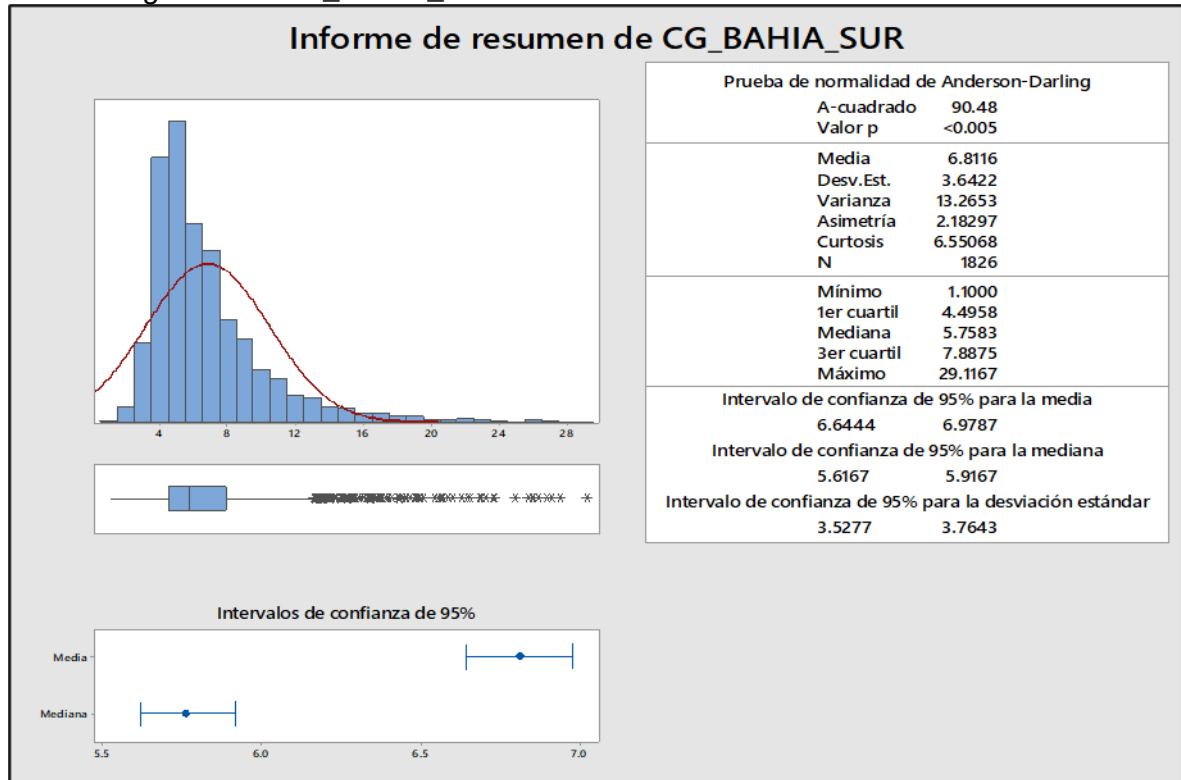 Informe de resumen de CG_BAHIA_SUR
4 8 12 16 20 24 28
Intervalos de confianza de 95%
Media
Mediana
5.5 6.0 6.5 7.0
Prueba de normalidad de Anderson-Darling
A-cuadrado 90.48
Valor p <0.005
Media 6.8116
Desv.Est. 3.6422
Varianza 13.2653
Asimetría 2.18297
Curtosis 6.55068
N 1826
Mínimo 1.1000
1er cuartil 4.4958
Mediana 5.7583
3er cuartil 7.8875
Máximo 29.1167
Intervalo de confianza de 95% para la media
6.6444 6.9787
Intervalo de confianza de 95% para la mediana
5.6167 5.9167
Intervalo de confianza de 95% para la desviación estándar
3.5277 3.7643